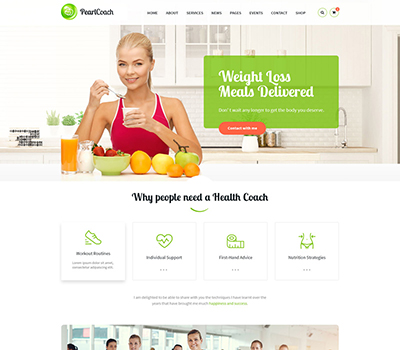 PearlCoach
HOME ABOUT SERVICES NEWS PAGES EVENTS CONTACT SHOP
Weight Loss
Meals Delivered
Don't wait any longer to get the body you deserve.
Contact with me
Why people need a Health Coach
Workout Routines
Lorem ipsum dolor sit amet,
consectetur adipiscing elit.
Individual Support
First-Hand Advice
Nutrition Strategies
I am delighted to be able to share with you the techniques I have learnt over the
years that have brought me much happiness and success.